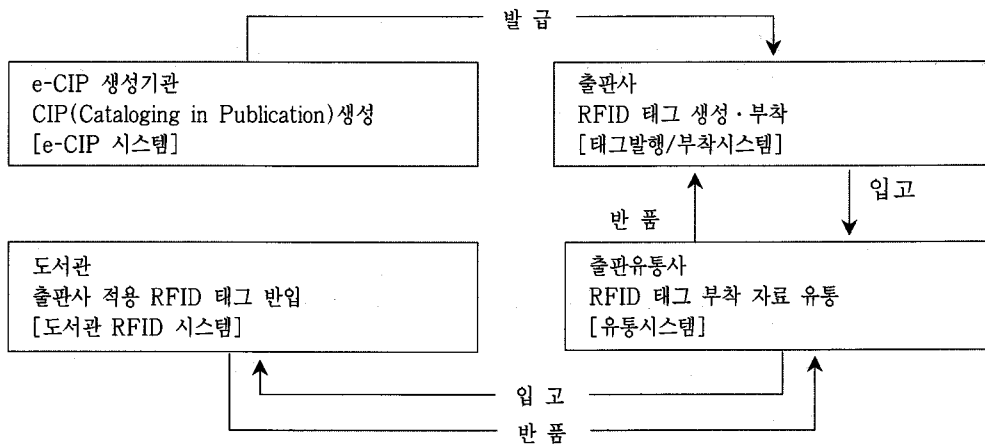 발 급
e-CIP 생성기관
CIP(Cataloging in Publication)생성
[e-CIP 시스템]
출판사
RFID 태그 생성·부착
[태그발행/부착시스템]
입고
반 품
도서관
출판사 적용 RFID 태그 반입
[도서관 RFID 시스템]
출판유통사
RFID 태그 부착 자료 유통
[유통시스템]
입 고
반 품